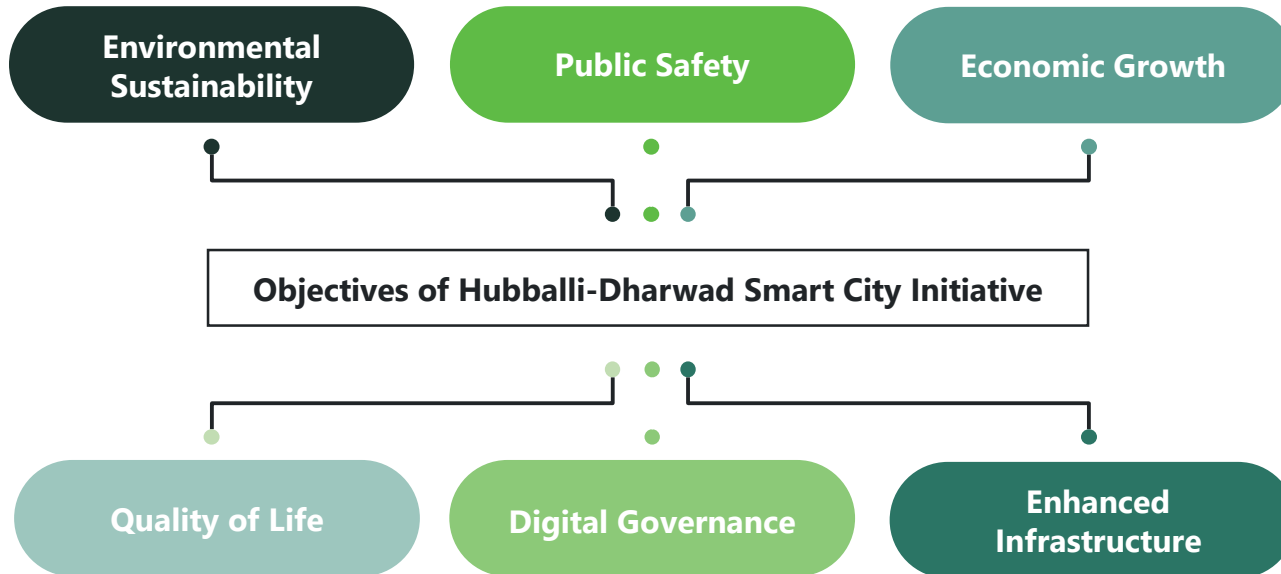 Environmental
Sustainability
Public Safety
Economic Growth
Objectives of Hubballi-Dharwad Smart City Initiative
Quality of Life
Digital Governance
Enhanced
Infrastructure